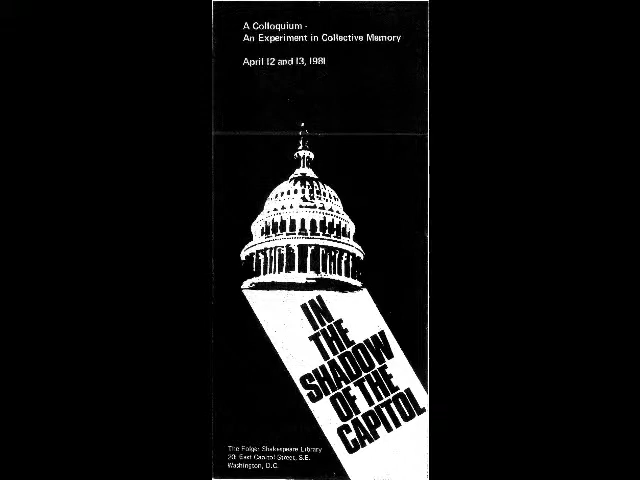 A Colloquium -
An Experiment in Collective Memory
April 12 and 13, 1981
IN
THE
SHADOW
OF THE
CAPITOL
The Folger Shakespeare Library
201 East Capitol Street, S.E.
Washington, D.C.